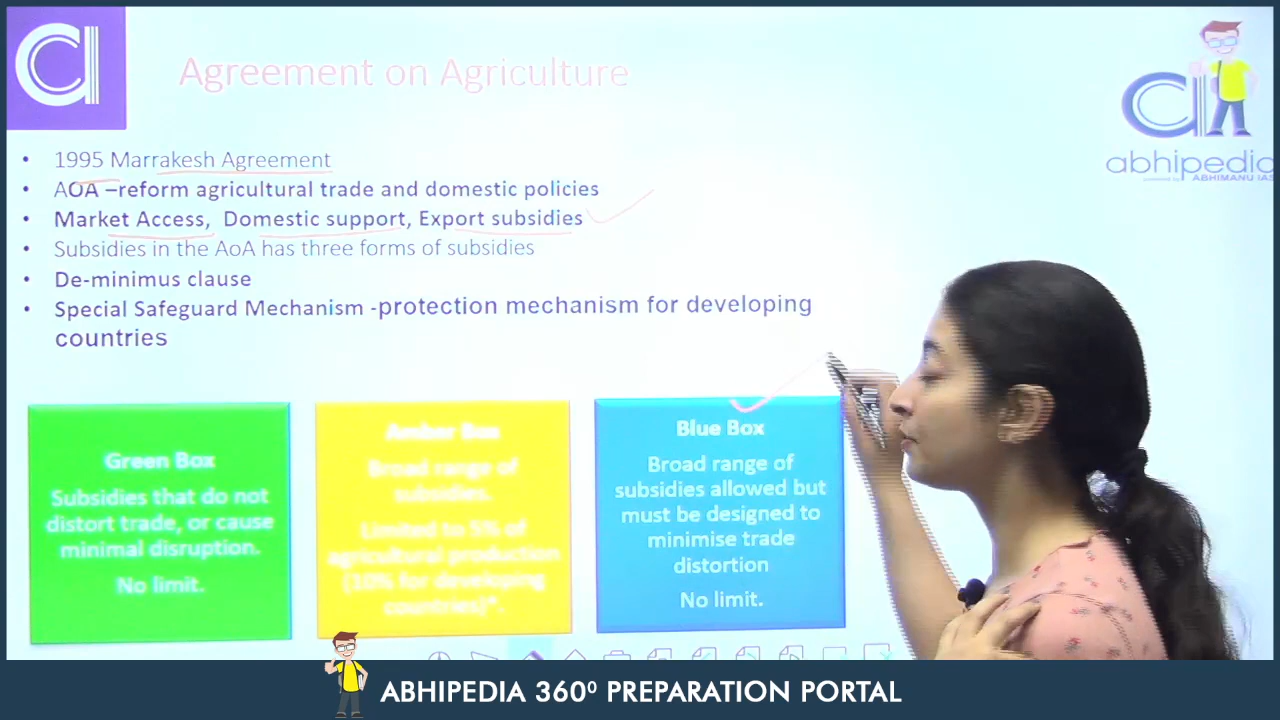 Agreement on Agriculture
• 1995 Marrakesh Agreement
• AOA –reform agricultural trade and domestic policies
• Market Access, Domestic support, Export subsidies
• Subsidies in the AoA has three forms of subsidies
• De-minimus clause
• Special Safeguard Mechanism -protection mechanism for developing
countries
Green Box
Subsidies that do not
distort trade, or cause
minimal disruption.
No limit.
Amber Box
Broad range of
subsidies.
Limited to 5% of
agricultural production
(10% for developing
countries)*.
Blue Box
Broad range of
subsidies allowed but
must be designed to
minimise trade
distortion
No limit.
abhipedia
powered by ABHIMANU IAS
ABHIPEDIA 360⁰ PREPARATION PORTAL